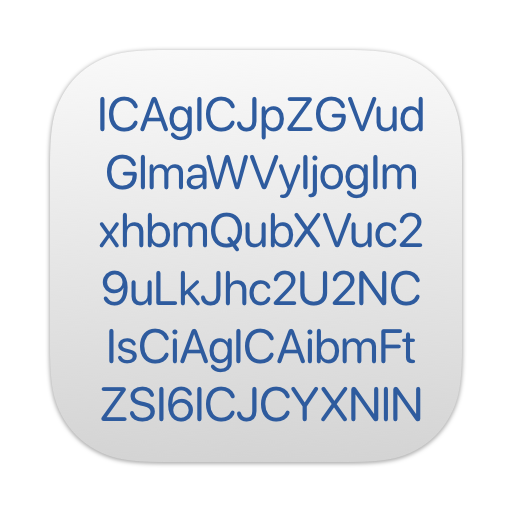 ICAgICJpZGVud
GlmaWVyIjogIm
xhbmQubXVuc2
9uLkJhc2U2NC
IsCiAgICAibmFt
ZSI6ICJCYXNlN